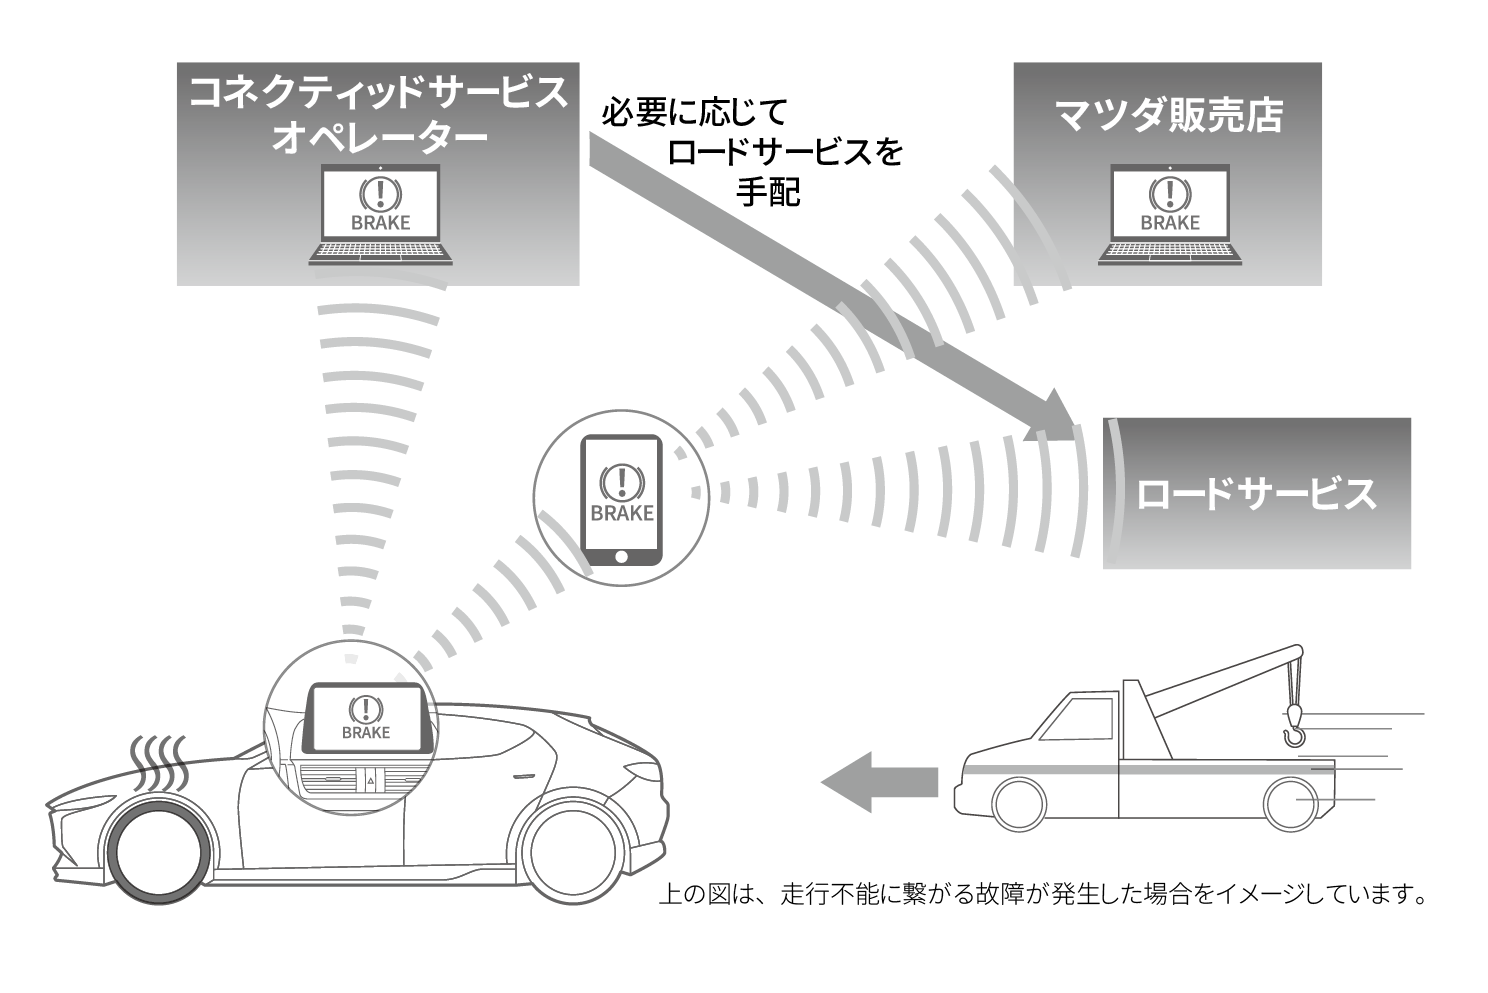 コネクティッドサービス
オペレーター
BRAKE
必要に応じて
ロードサービスを
手配
マツダ販売店
BRAKE
BRAKE
ロードサービス
BRAKE
上の図は、走行不能に繋がる故障が発生した場合をイメージしています。